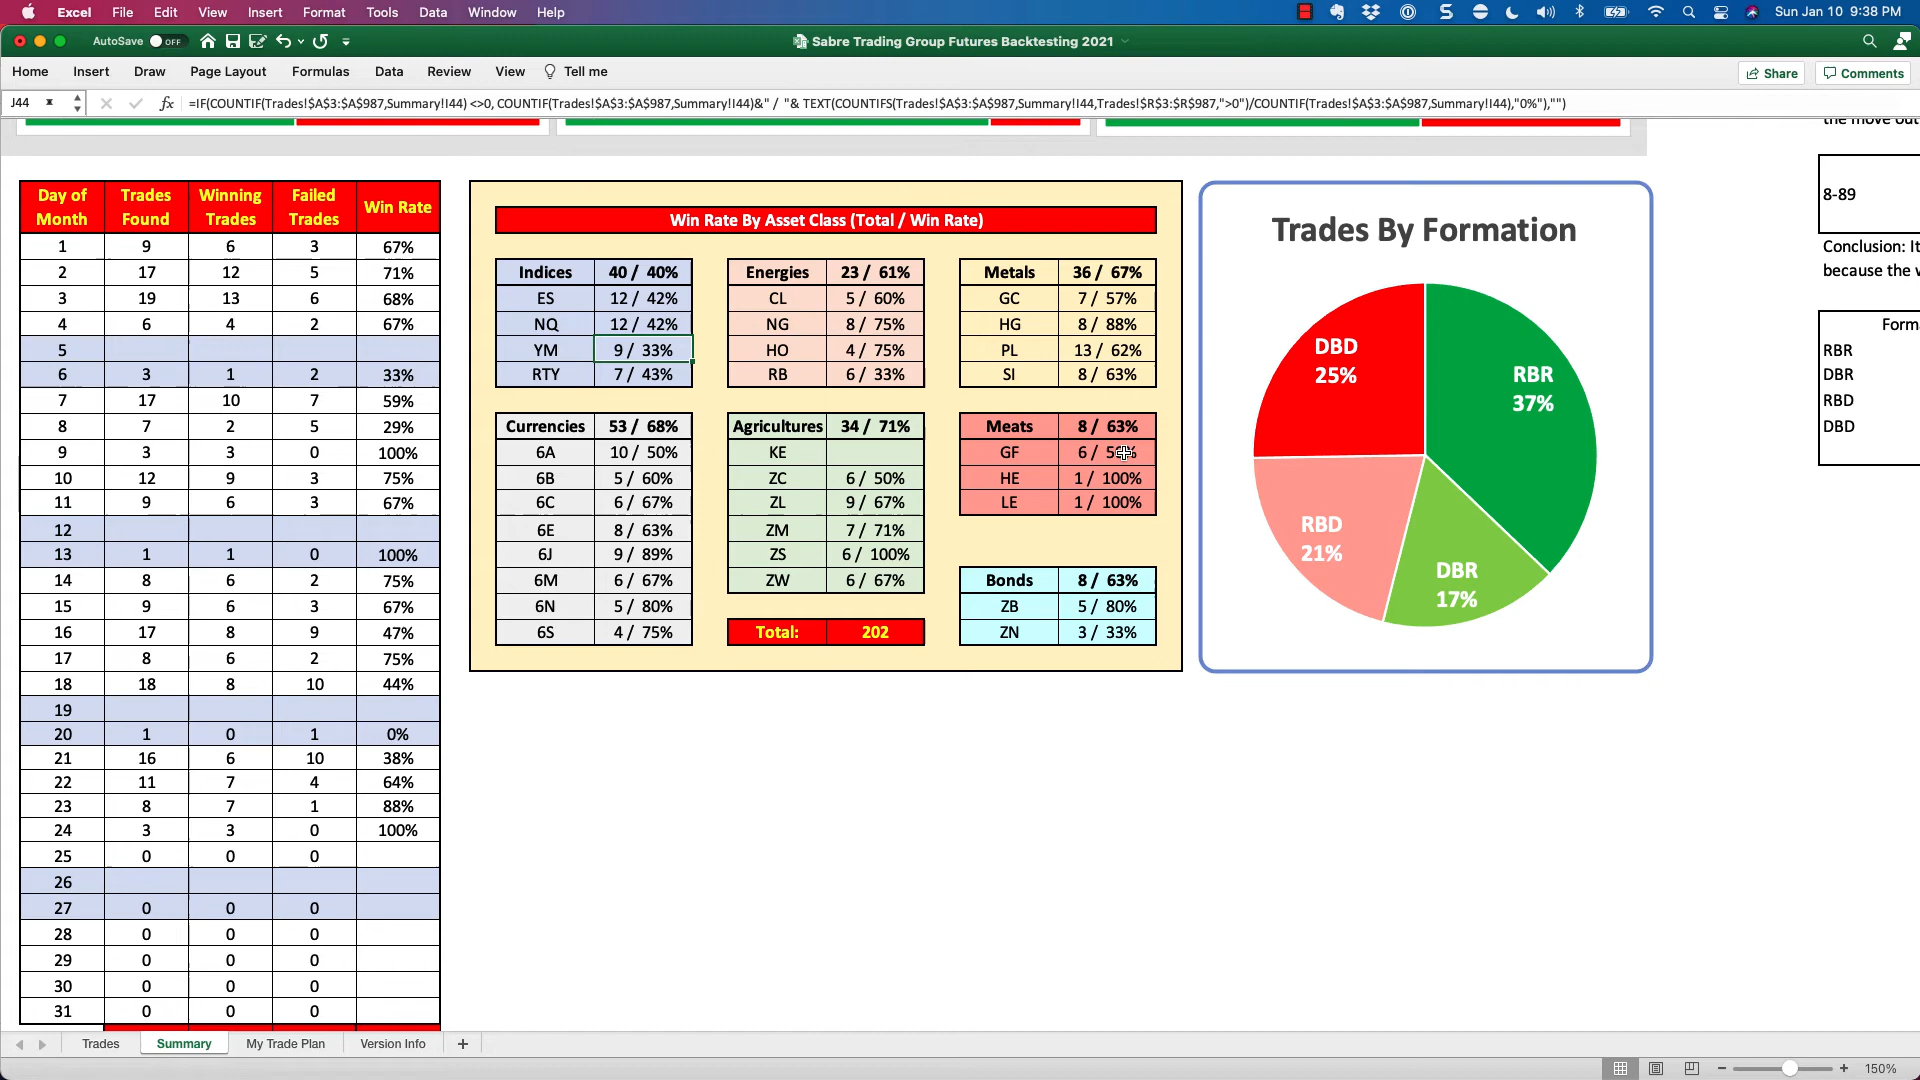 Excel File Edit View Insert Format Tools Data Window Help Sun Jan 10 9:38 PM
AutoSave OFF Sabre Trading Group Futures Backtesting 2021
Home Insert Draw Page Layout Formulas Data Review View Tell me Share Comments
J44 fx =IF(COUNTIF(Trades!$A$3:$A$987,Summary!I44) <>0, COUNTIF(Trades!$A$3:$A$987,Summary!I44)&" / "& TEXT(COUNTIFS(Trades!$A$3:$A$987,Summary!I44,Trades!$R$3:$R$987,">0")/COUNTIF(Trades!$A$3:$A$987,Summary!I44),"0%"),"")
Day of Month Trades Found Winning Trades Failed Trades Win Rate
1 9 6 3 67%
2 17 12 5 71%
3 19 13 6 68%
4 6 4 2 67%
5
6 3 1 2 33%
7 17 10 7 59%
8 7 2 5 29%
9 3 3 0 100%
10 12 9 3 75%
11 9 6 3 67%
12
13 1 1 0 100%
14 8 6 2 75%
15 9 6 3 67%
16 17 8 9 47%
17 8 6 2 75%
18 18 8 10 44%
19
20 1 0 1 0%
21 16 6 10 38%
22 11 7 4 64%
23 8 7 1 88%
24 3 3 0 100%
25 0 0 0
26
27 0 0 0
28 0 0 0
29 0 0 0
30 0 0 0
31 0 0 0
Win Rate By Asset Class (Total / Win Rate)
Indices 40 / 40%
ES 12 / 42%
NQ 12 / 42%
YM 9 / 33%
RTY 7 / 43%
Energies 23 / 61%
CL 5 / 60%
NG 8 / 75%
HO 4 / 75%
RB 6 / 33%
Metals 36 / 67%
GC 7 / 57%
HG 8 / 88%
PL 13 / 62%
SI 8 / 63%
Currencies 53 / 68%
6A 10 / 50%
6B 5 / 60%
6C 6 / 67%
6E 8 / 63%
6J 9 / 89%
6M 6 / 67%
6N 5 / 80%
6S 4 / 75%
Agricultures 34 / 71%
KE
ZC 6 / 50%
ZL 9 / 67%
ZM 7 / 71%
ZS 6 / 100%
ZW 6 / 67%
Total: 202
Meats 8 / 63%
GF 6 /
HE 1 / 100%
LE 1 / 100%
Bonds 8 / 63%
ZB 5 / 80%
ZN 3 / 33%
Trades By Formation
DBD
25%
RBR
37%
RBD
21%
DBR
17%
the move out
8-89
Conclusion: It
because the
Form
RBR
DBR
RBD
DBD
Trades Summary My Trade Plan Version Info +
150%